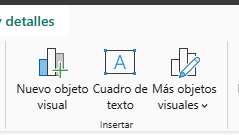 y detalles
A
Nuevo objeto visual
Cuadro de texto
Más objetos visuales
Insertar